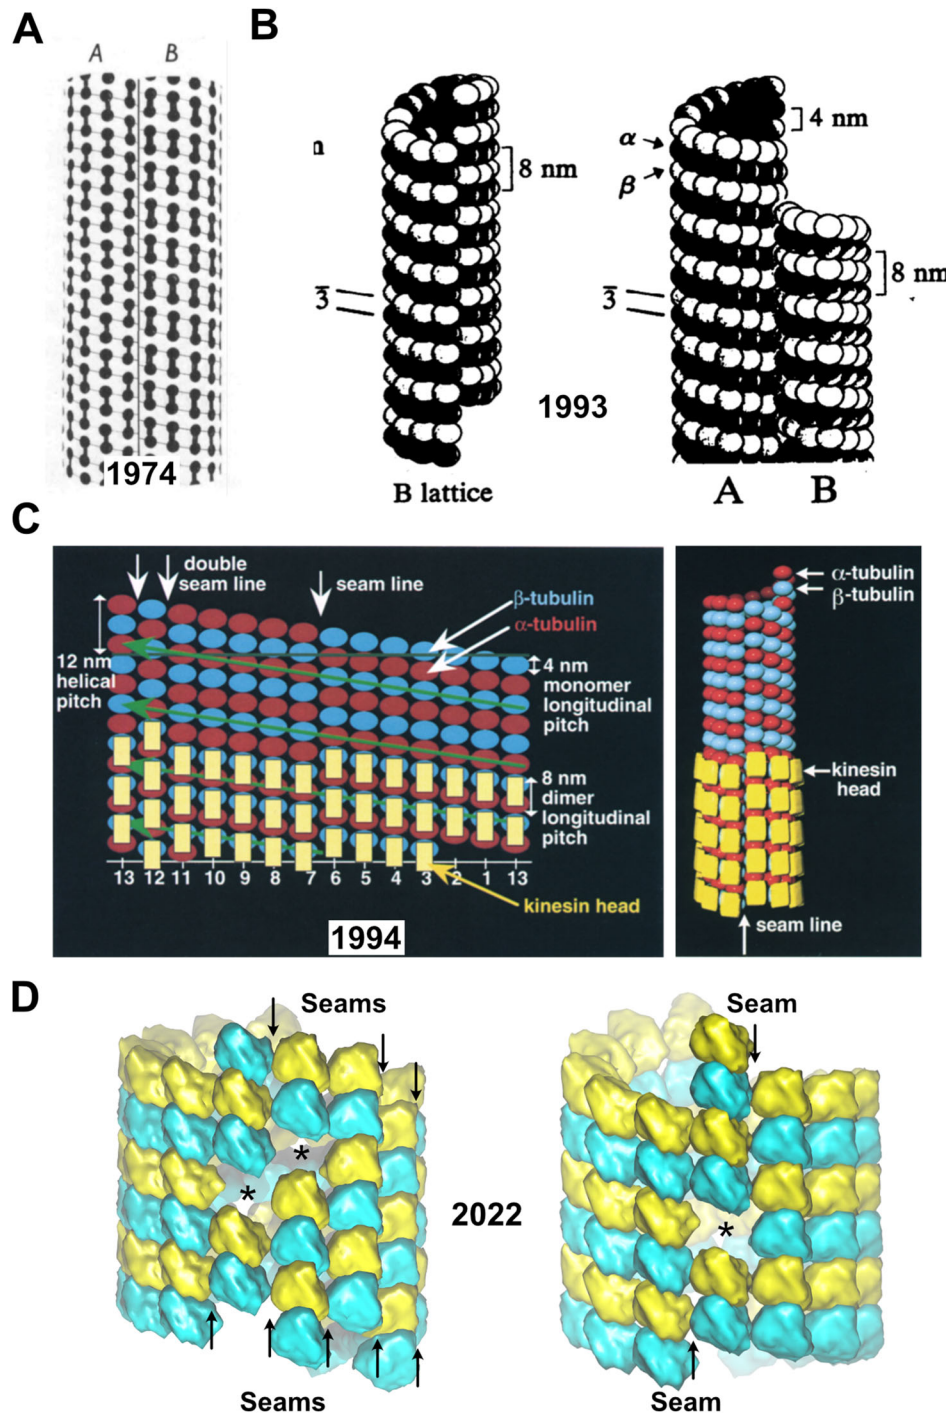 A
A B
1974
B
n
8 nm
3̅
B lattice
1993
α
β
4 nm
8 nm
3̅
A B
C
double
seam line
seam line
β-tubulin
α-tubulin
12 nm
helical
pitch
4 nm
monomer
longitudinal
pitch
8 nm
dimer
longitudinal
pitch
13 12 11 10 9 8 7 6 5 4 3 2 1 13
kinesin head
1994
α-tubulin
β-tubulin
kinesin
head
seam line
D
Seams
*
*
Seams
2022
Seam
*
Seam